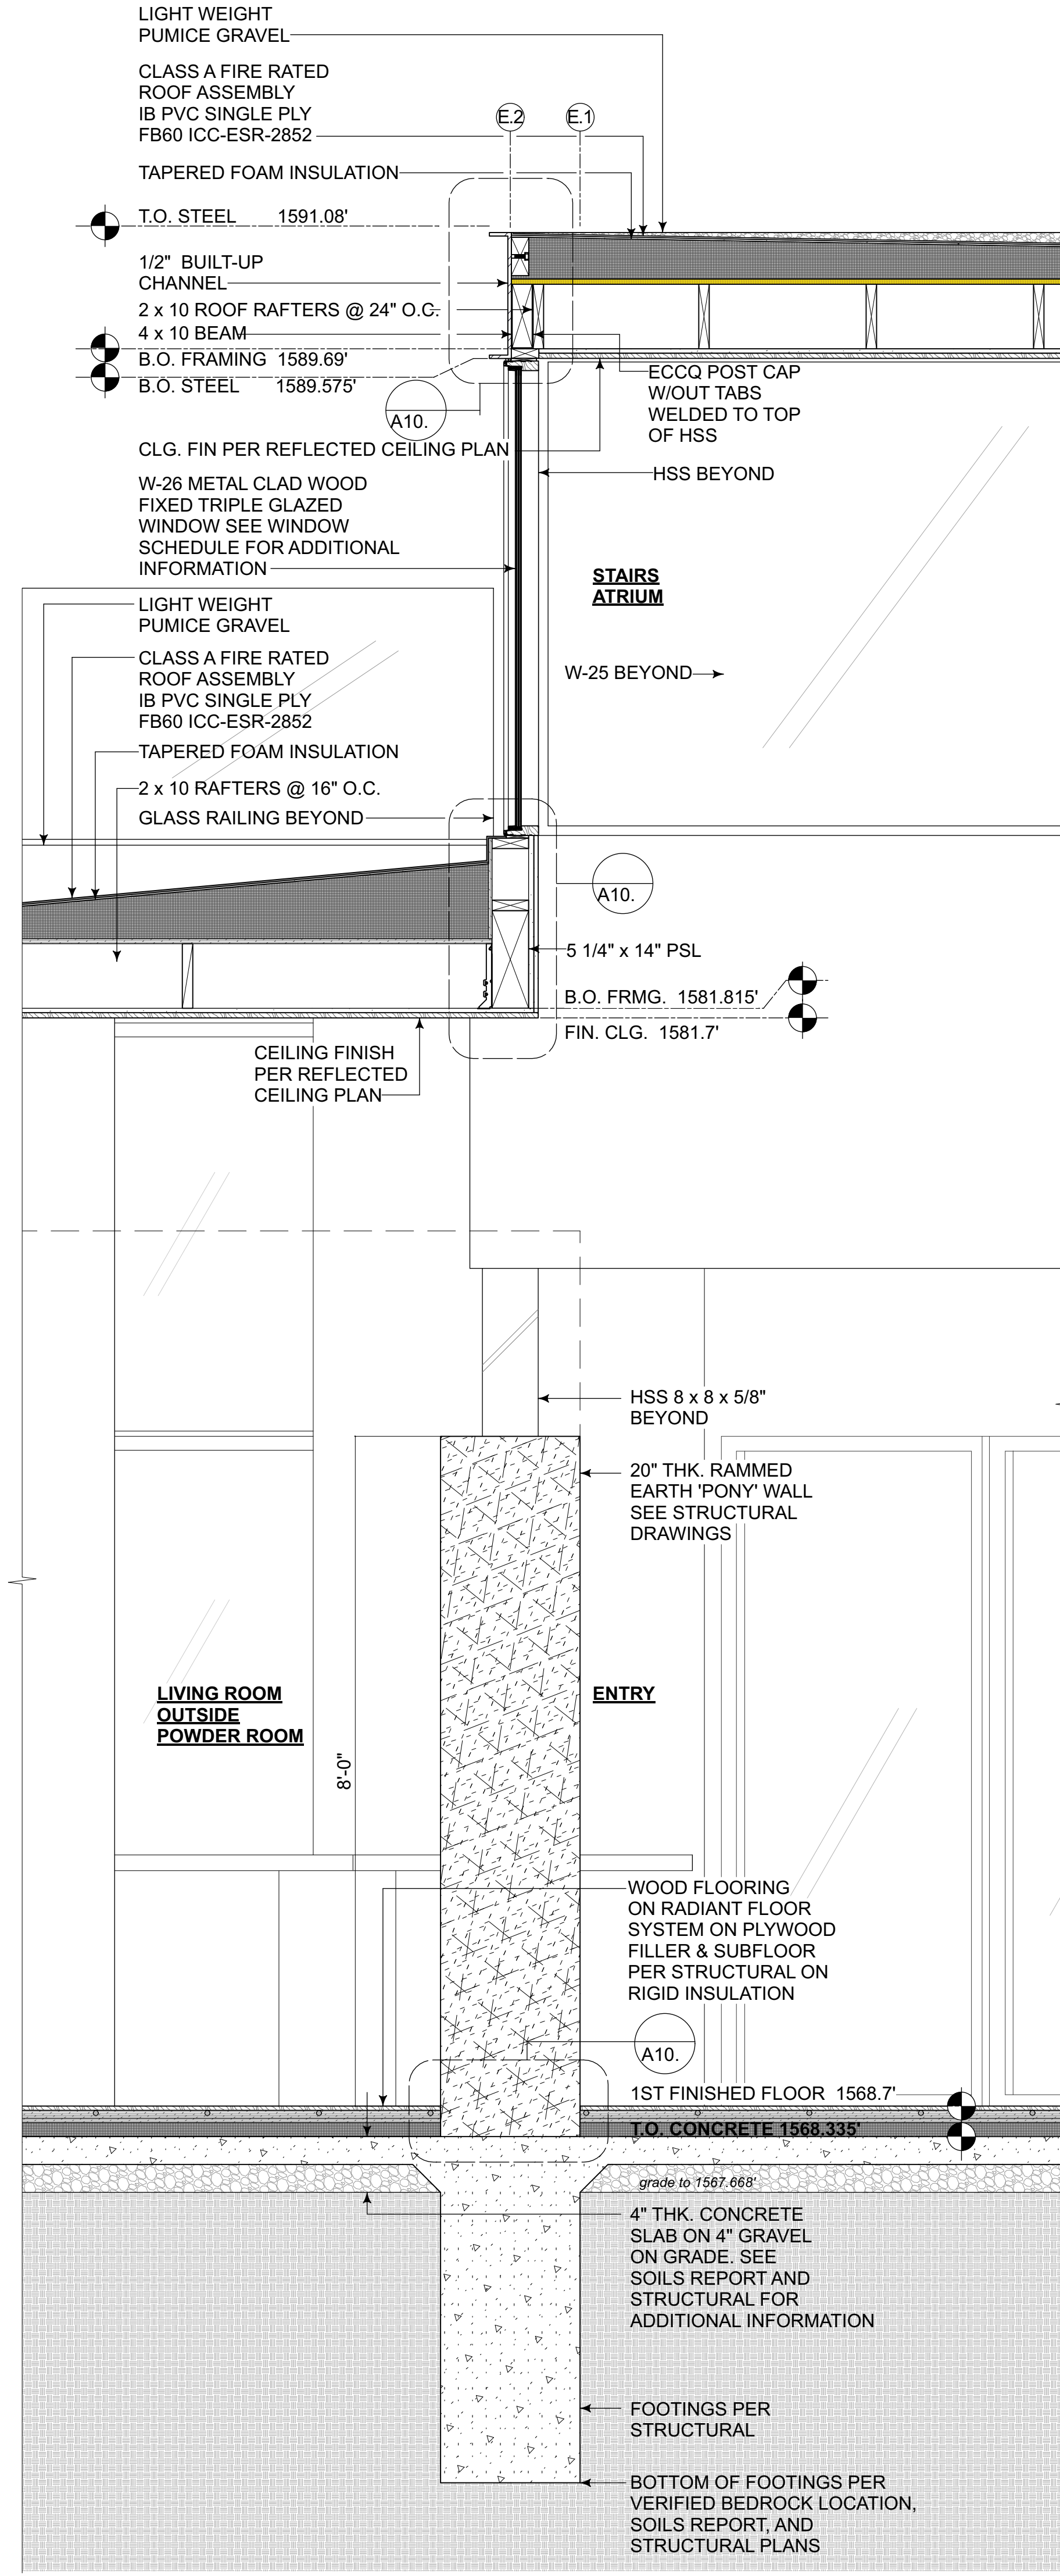 LIGHT WEIGHT
PUMICE GRAVEL
CLASS A FIRE RATED
ROOF ASSEMBLY
IB PVC SINGLE PLY
FB60 ICC-ESR-2852
E.2
E.1
TAPERED FOAM INSULATION
T.O. STEEL 1591.08'
1/2" BUILT-UP
CHANNEL
2 x 10 ROOF RAFTERS @ 24" O.C.
4 x 10 BEAM
B.O. FRAMING 1589.69'
B.O. STEEL 1589.575'
A10.
ECCQ POST CAP
W/OUT TABS
WELDED TO TOP
OF HSS
CLG. FIN PER REFLECTED CEILING PLAN
HSS BEYOND
W-26 METAL CLAD WOOD
FIXED TRIPLE GLAZED
WINDOW SEE WINDOW
SCHEDULE FOR ADDITIONAL
INFORMATION
STAIRS
ATRIUM
LIGHT WEIGHT
PUMICE GRAVEL
CLASS A FIRE RATED
ROOF ASSEMBLY
IB PVC SINGLE PLY
FB60 ICC-ESR-2852
W-25 BEYOND
TAPERED FOAM INSULATION
2 x 10 RAFTERS @ 16" O.C.
GLASS RAILING BEYOND
A10.
5 1/4" x 14" PSL
B.O. FRMG. 1581.815'
FIN. CLG. 1581.7'
CEILING FINISH
PER REFLECTED
CEILING PLAN
HSS 8 x 8 x 5/8"
BEYOND
20" THK. RAMMED
EARTH 'PONY' WALL
SEE STRUCTURAL
DRAWINGS
LIVING ROOM
OUTSIDE
POWDER ROOM
ENTRY
8'-0"
WOOD FLOORING
ON RADIANT FLOOR
SYSTEM ON PLYWOOD
FILLER & SUBFLOOR
PER STRUCTURAL ON
RIGID INSULATION
A10.
1ST FINISHED FLOOR 1568.7'
T.O. CONCRETE 1568.335'
grade to 1567.668'
4" THK. CONCRETE
SLAB ON 4" GRAVEL
ON GRADE. SEE
SOILS REPORT AND
STRUCTURAL FOR
ADDITIONAL INFORMATION
FOOTINGS PER
STRUCTURAL
BOTTOM OF FOOTINGS PER
VERIFIED BEDROCK LOCATION,
SOILS REPORT, AND
STRUCTURAL PLANS